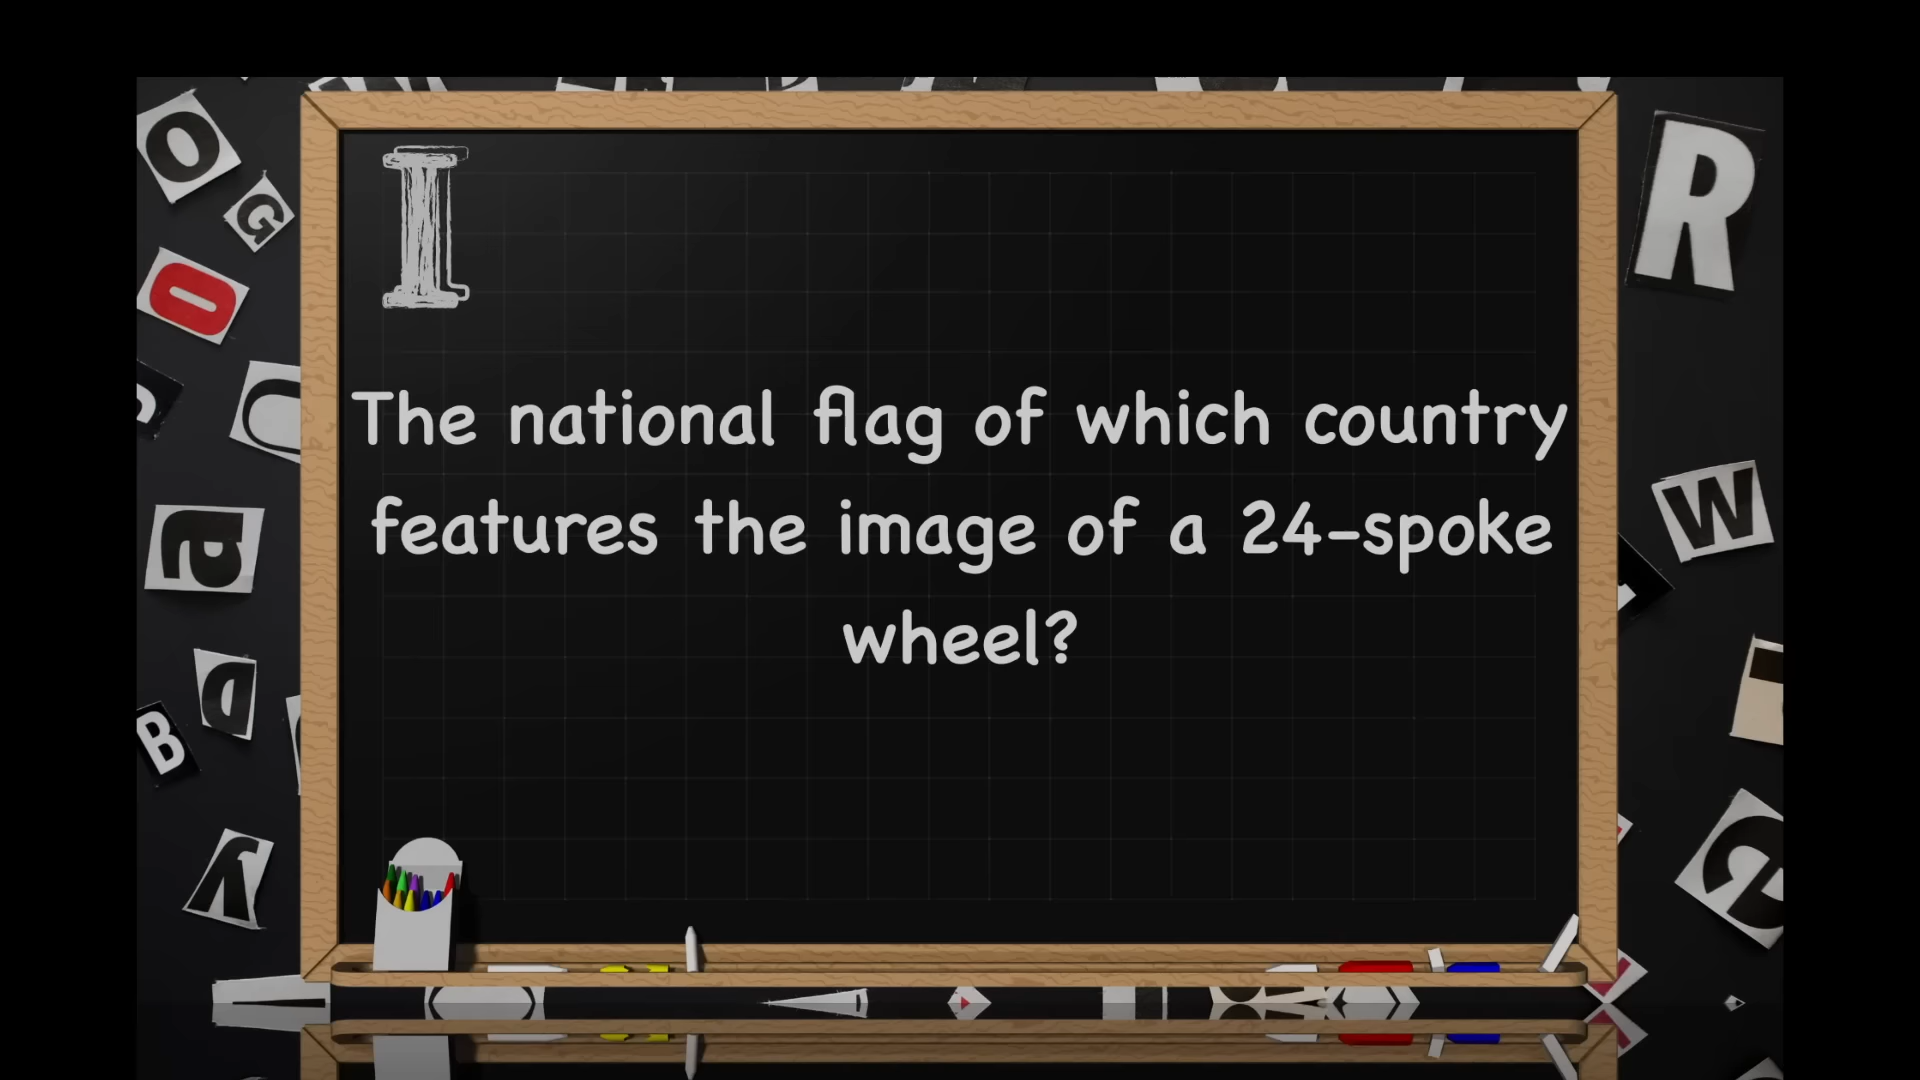 I
The national flag of which country
features the image of a 24-spoke
wheel?
O
G
O
a
D
B
y
R
W
e